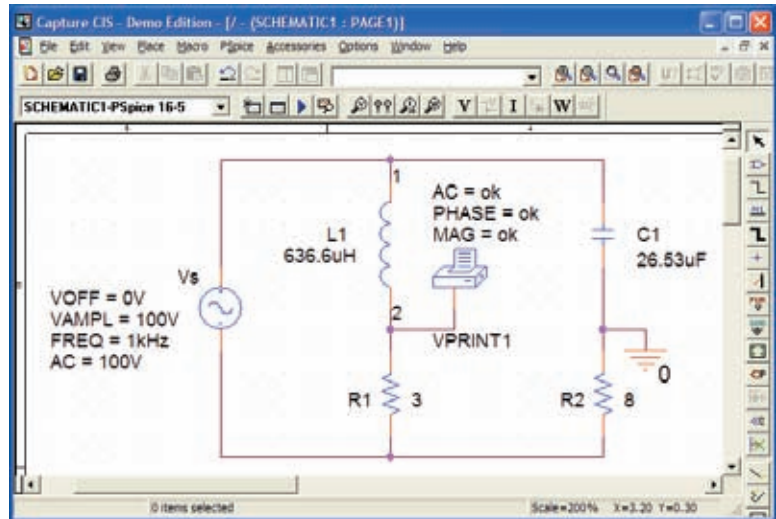 Capture CIS - Demo Edition - [/ - (SCHEMATIC1 : PAGE1)]
File Edit View Place Macro PSpice Accessories Options Window Help
SCHEMATIC1-PSpice 16-5
V I W
1
AC = ok
PHASE = ok
MAG = ok
L1
636.6uH
C1
26.53uF
Vs
VOFF = 0V
VAMPL = 100V
FREQ = 1kHz
AC = 100V
2
VPRINT1
0
R1 3
R2 8
0 items selected
Scale=200% X=3.20 Y=0.30